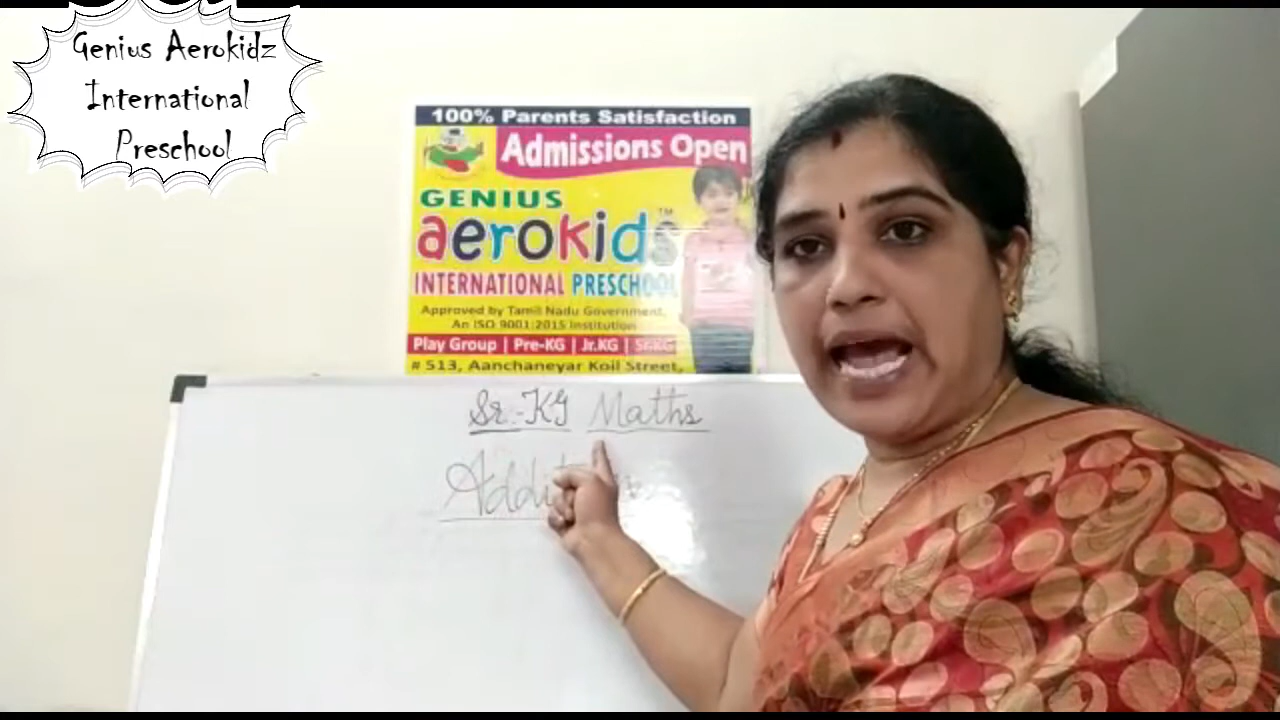 Genius Aerokidz
International
Preschool
100% Parents Satisfaction
Admissions Open
GENIUS
aerokids™
INTERNATIONAL PRESCHOOL
Approved by Tamil Nadu Government,
An ISO 9001:2015 Institution
Play Group | Pre-KG | Jr.KG | Sr.KG
# 513, Aanchaneyar Koil Street,
Sr.-KG Maths